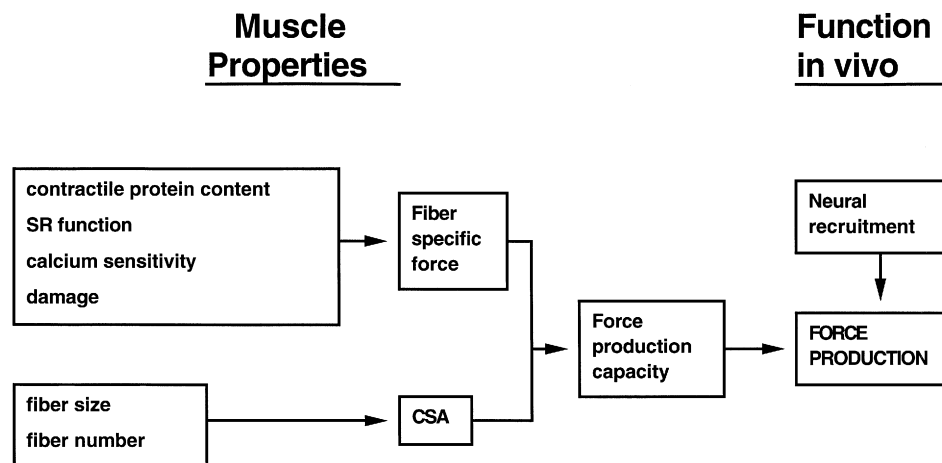 Muscle
Properties
Function
in vivo
contractile protein content
SR function
calcium sensitivity
damage
Fiber
specific
force
Neural
recruitment
Force
production
capacity
FORCE
PRODUCTION
fiber size
fiber number
CSA